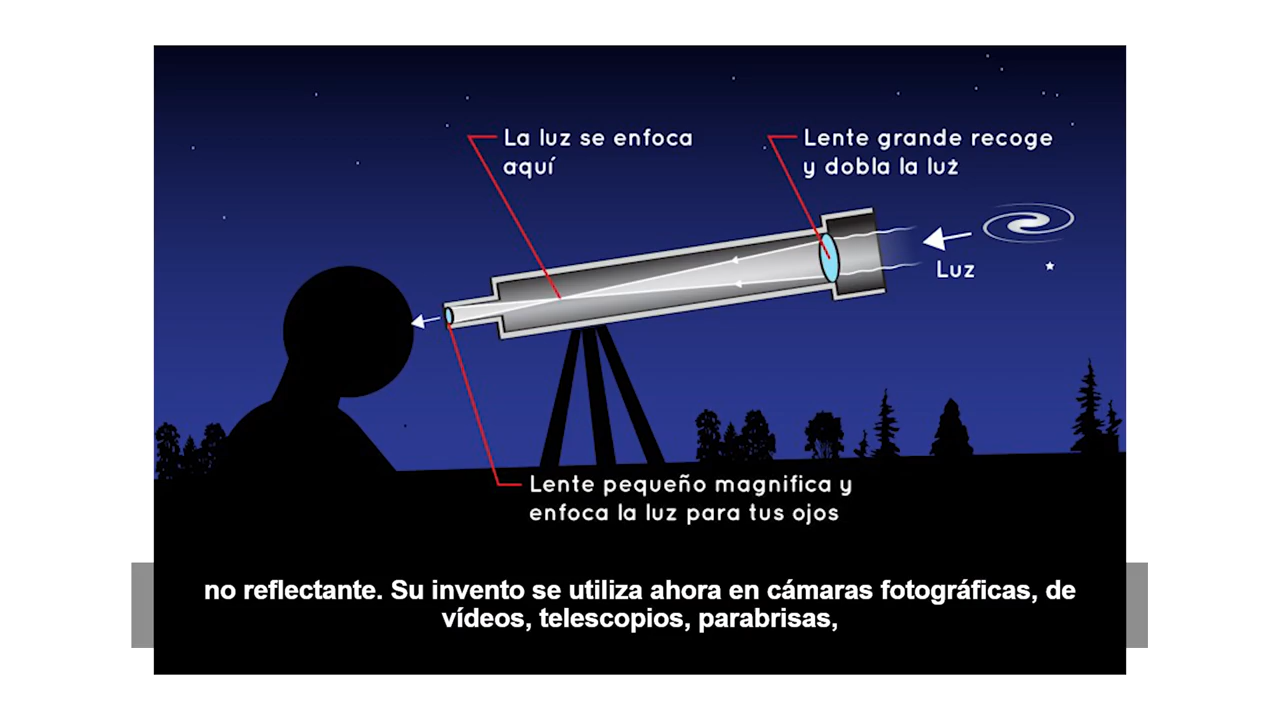 La luz se enfoca
aquí
Lente grande recoge
y dobla la luz
Luz
Lente pequeño magnifica y
enfoca la luz para tus ojos
no reflectante. Su invento se utiliza ahora en cámaras fotográficas, de
vídeos, telescopios, parabrisas,